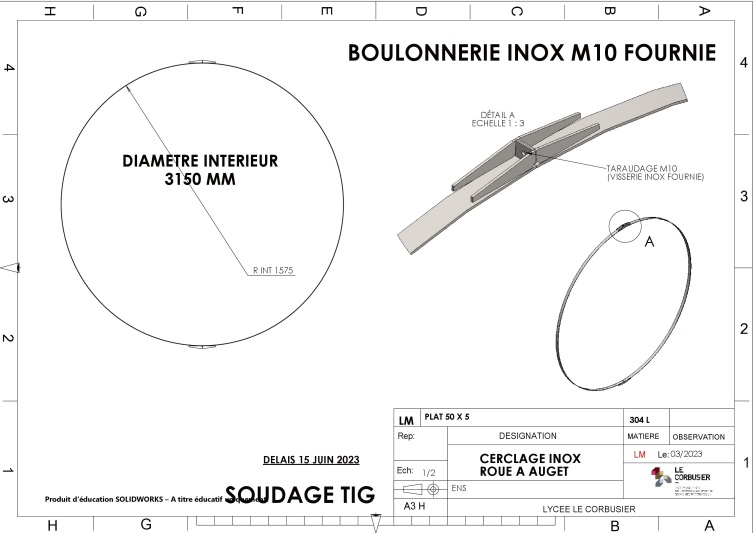 H G F E D C B A
4
4
BOULONNERIE INOX M10 FOURNIE
DÉTAIL A
ECHELLE 1 : 3
DIAMETRE INTERIEUR
3150 MM
TARAUDAGE M10
(VISSERIE INOX FOURNIE)
3
3
A
R INT 1575
2
2
LM PLAT 50 X 5 304 L
Rep: DESIGNATION MATIERE OBSERVATION
CERCLAGE INOX
ROUE A AUGET
LM Le: 03/2023
DELAIS 15 JUIN 2023
1
1
Ech: 1/2
LE
CORBUSIER
ENS
SOUDAGE TIG
Produit d'éducation SOLIDWORKS – A titre éducatif
A3 H LYCEE LE CORBUSIER
H G B A